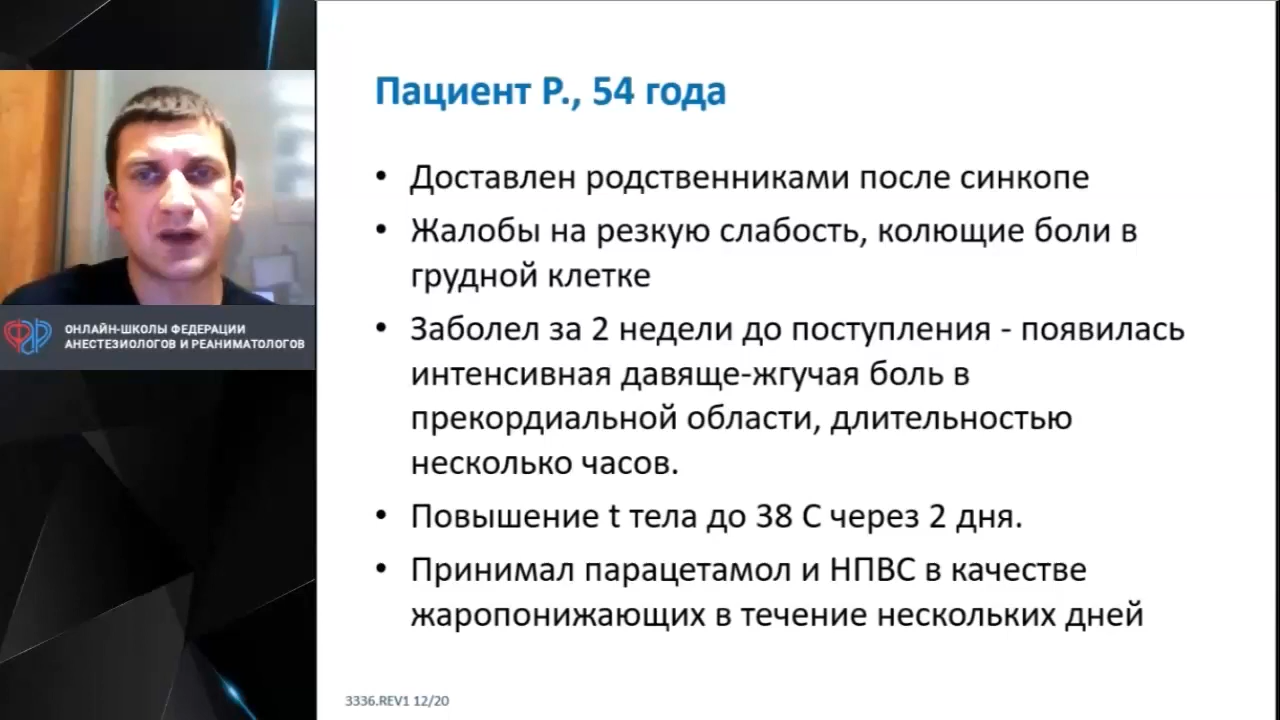 Пациент Р., 54 года
• Доставлен родственниками после синкопе
• Жалобы на резкую слабость, колющие боли в
грудной клетке
• Заболел за 2 недели до поступления - появилась
интенсивная давяще-жгучая боль в
прекордиальной области, длительностью
несколько часов.
• Повышение t тела до 38 С через 2 дня.
• Принимал парацетамол и НПВС в качестве
жаропонижающих в течение нескольких дней
3336.REV1 12/20
ОНЛАЙН-ШКОЛЫ ФЕДЕРАЦИИ
АНЕСТЕЗИОЛОГОВ И РЕАНИМАТОЛОГОВ